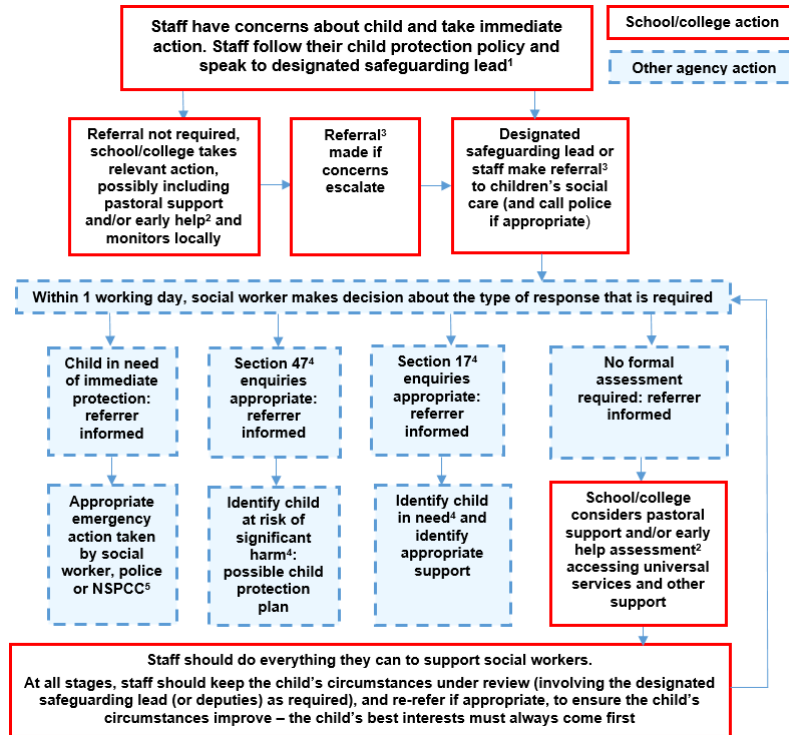 Staff have concerns about child and take immediate
action. Staff follow their child protection policy and
speak to designated safeguarding lead¹
School/college action
Other agency action
Referral not required,
school/college takes
relevant action,
possibly including
pastoral support
and/or early help² and
monitors locally
Referral³
made if
concerns
escalate
Designated
safeguarding lead or
staff make referral³
to children’s social
care (and call police
if appropriate)
Within 1 working day, social worker makes decision about the type of response that is required
Child in need
of immediate
protection:
referrer
informed
Section 47⁴
enquiries
appropriate:
referrer
informed
Section 17⁴
enquiries
appropriate:
referrer
informed
No formal
assessment
required: referrer
informed
Appropriate
emergency
action taken
by social
worker, police
or NSPCC⁵
Identify child
at risk of
significant
harm⁴:
possible child
protection
plan
Identify child
in need⁴ and
identify
appropriate
support
School/college
considers pastoral
support and/or early
help assessment²
accessing universal
services and other
support
Staff should do everything they can to support social workers.
At all stages, staff should keep the child’s circumstances under review (involving the designated
safeguarding lead (or deputies) as required), and re-refer if appropriate, to ensure the child’s
circumstances improve – the child’s best interests must always come first